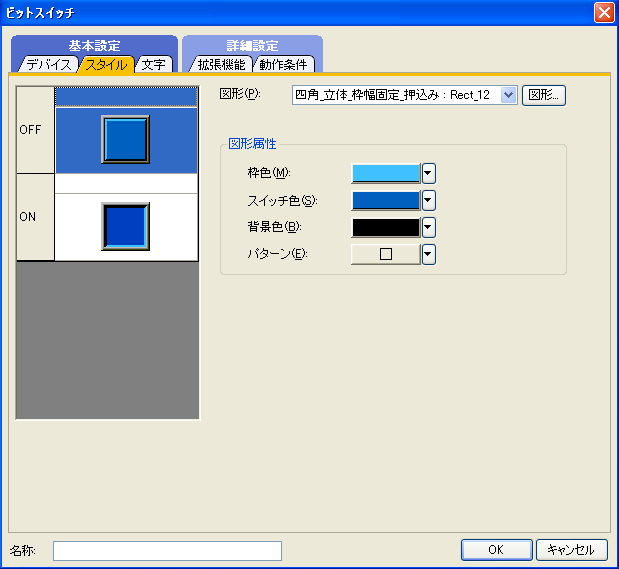 ビットスイッチ
基本設定
詳細設定
デバイス スタイル 文字 拡張機能 動作条件
OFF
ON
図形(P): 四角_立体_枠幅固定_押込み : Rect_12 図形...
図形属性
枠色(M):
スイッチ色(S):
背景色(B):
パターン(E):
名称:
OK キャンセル